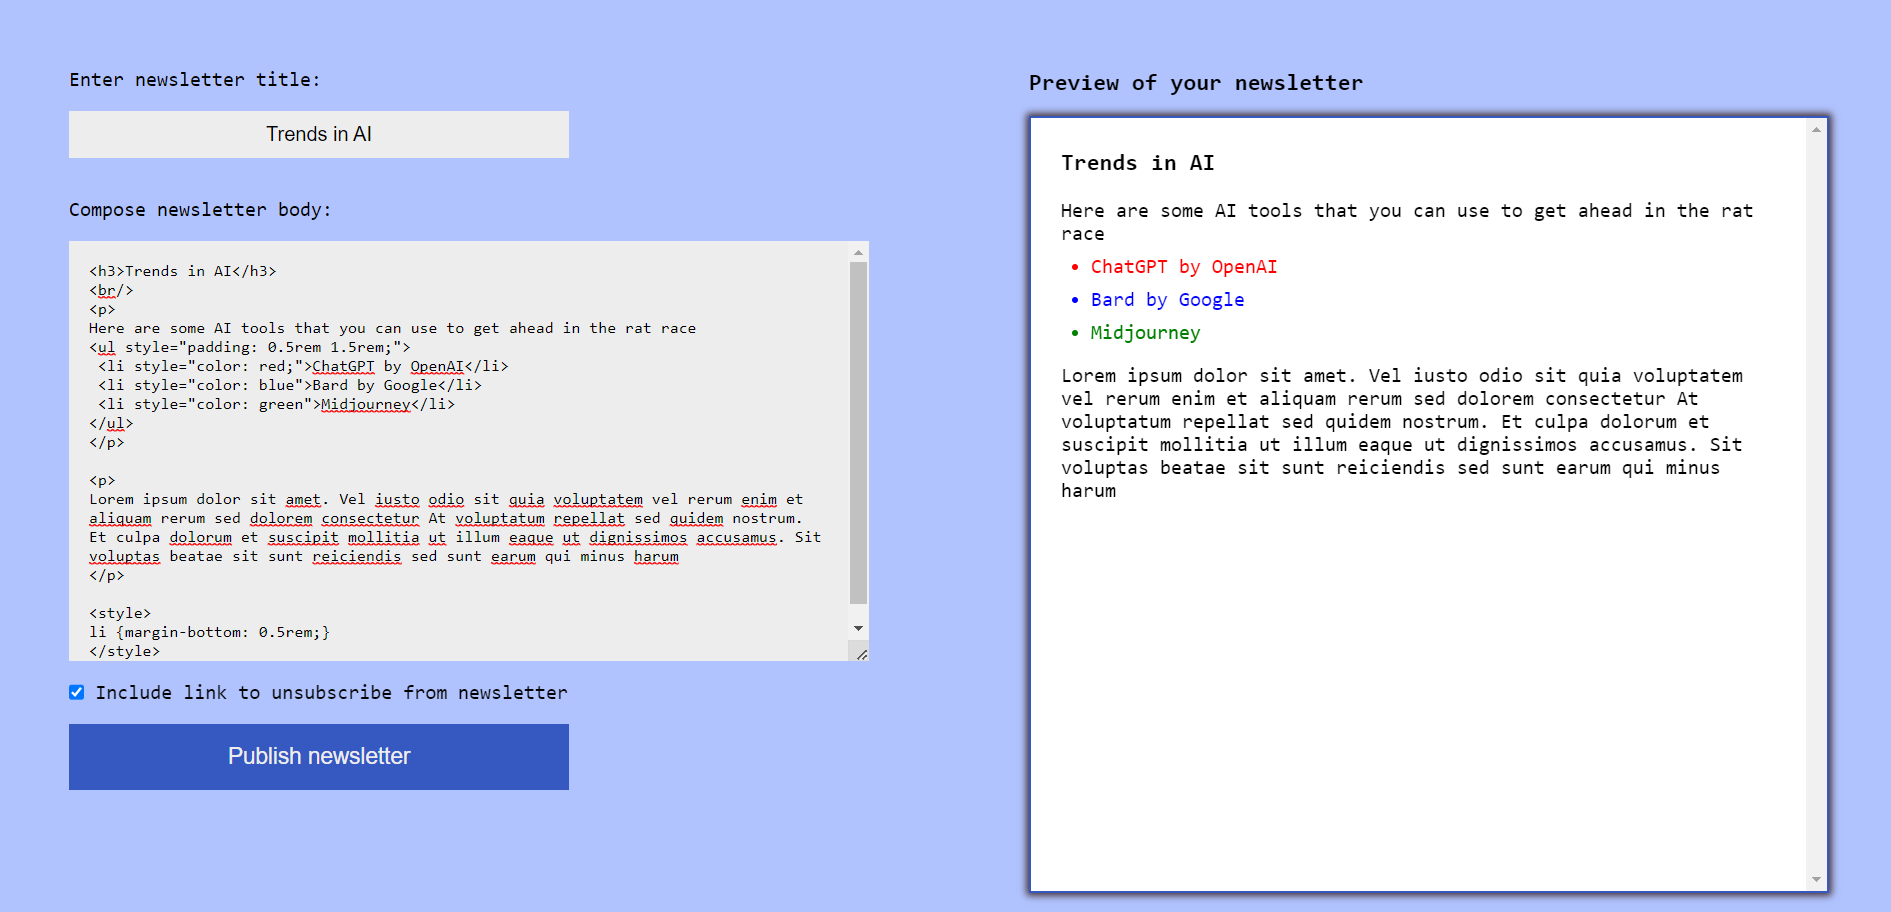 Enter newsletter title:
Trends in AI
Compose newsletter body:
<h3>Trends in AI</h3>
<br/>
<p>
Here are some AI tools that you can use to get ahead in the rat race
<ul style="padding: 0.5rem 1.5rem;">
<li style="color: red;">ChatGPT by OpenAI</li>
<li style="color: blue">Bard by Google</li>
<li style="color: green">Midjourney</li>
</ul>
</p>
<p>
Lorem ipsum dolor sit amet. Vel iusto odio sit quia voluptatem vel rerum enim et
aliquam rerum sed dolorem consectetur At voluptatum repellat sed quidem nostrum.
Et culpa dolorum et suscipit mollitia ut illum eaque ut dignissimos accusamus. Sit
voluptas beatae sit sunt reiciendis sed sunt earum qui minus harum
</p>
<style>
li {margin-bottom: 0.5rem;}
</style>
Include link to unsubscribe from newsletter
Publish newsletter
Preview of your newsletter
Trends in AI
Here are some AI tools that you can use to get ahead in the rat
race
• ChatGPT by OpenAI
• Bard by Google
• Midjourney
Lorem ipsum dolor sit amet. Vel iusto odio sit quia voluptatem
vel rerum enim et aliquam rerum sed dolorem consectetur At
voluptatum repellat sed quidem nostrum. Et culpa dolorum et
suscipit mollitia ut illum eaque ut dignissimos accusamus. Sit
voluptas beatae sit sunt reiciendis sed sunt earum qui minus
harum